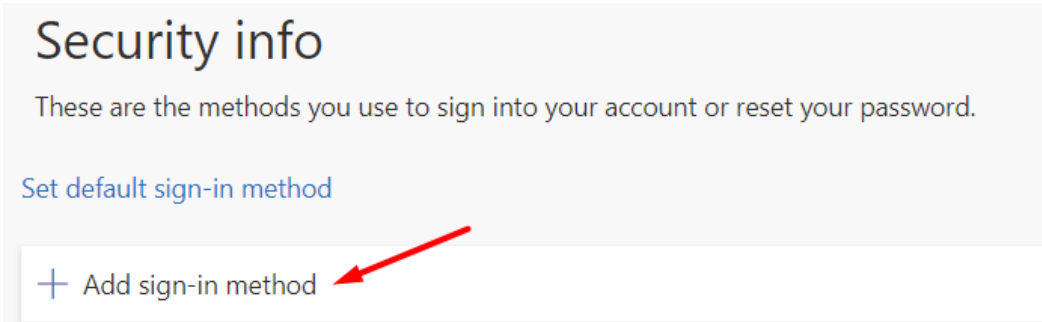 Security info
These are the methods you use to sign into your account or reset your password.
Set default sign-in method
+ Add sign-in method